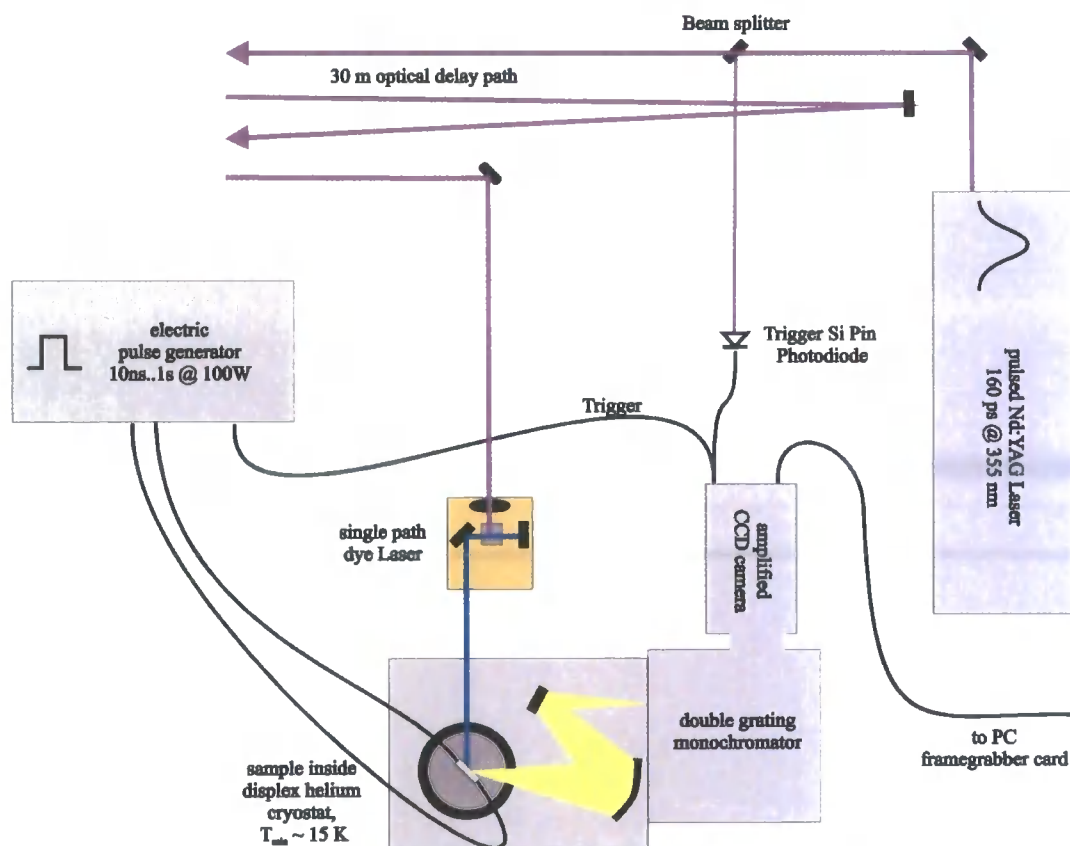 Beam splitter
30 m optical delay path
electric
pulse generator
10ns..1s @ 100W
Trigger Si Pin
Photodiode
pulsed Nd:YAG Laser
160 ps @ 355 nm
Trigger
single path
dye Laser
amplified
CCD camera
double grating
monochromator
to PC
framegrabber card
sample inside
displex helium
cryostat,
T_min ~ 15 K